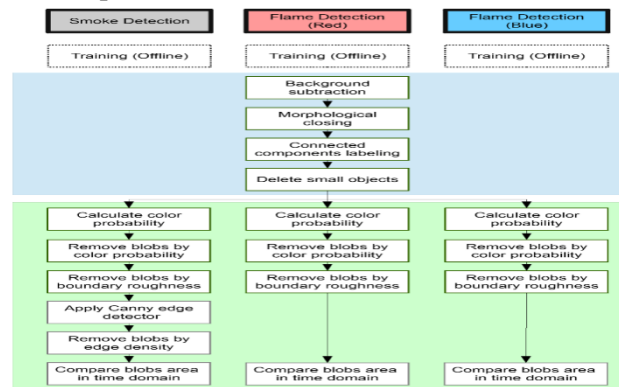 Smoke Detection
Flame Detection
(Red)
Flame Detection
(Blue)
Training (Offline)
Training (Offline)
Training (Offline)
Background
subtraction
Morphological
closing
Connected
components labeling
Delete small objects
Calculate color
probability
Calculate color
probability
Calculate color
probability
Remove blobs by
color probability
Remove blobs by
color probability
Remove blobs by
color probability
Remove blobs by
boundary roughness
Remove blobs by
boundary roughness
Remove blobs by
boundary roughness
Apply Canny edge
detector
Remove blobs by
edge density
Compare blobs area
in time domain
Compare blobs area
in time domain
Compare blobs area
in time domain